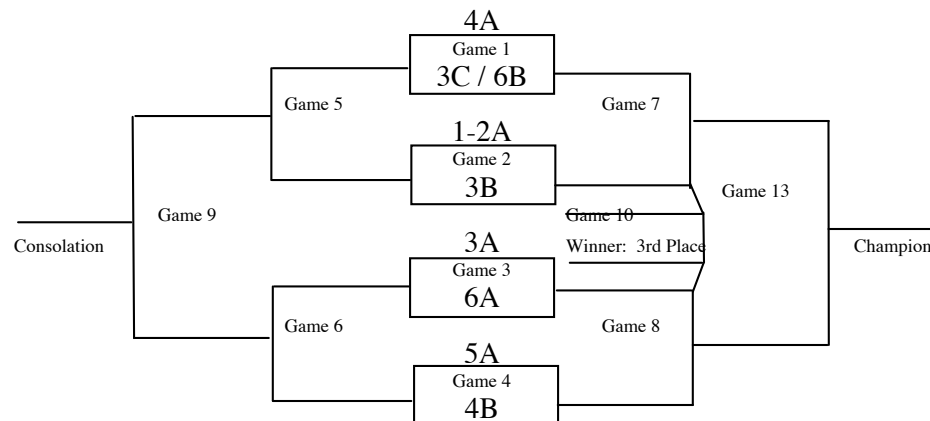 4A
Game 1
3C / 6B
Game 5
Game 7
1-2A
Game 2
3B
Game 13
Game 9
Game 10
Consolation
3A
Winner: 3rd Place
Champion
Game 3
6A
Game 6
Game 8
5A
Game 4
4B